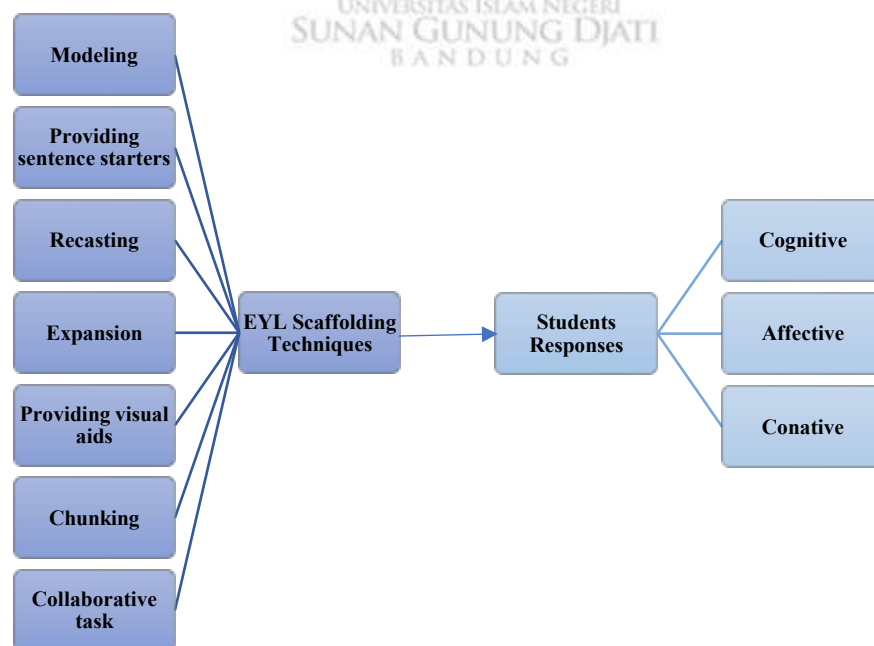 UNIVERSITAS ISLAM NEGERI
SUNAN GUNUNG DJATI
BANDUNG
Modeling
Providing
sentence starters
Recasting
Expansion
Providing visual
aids
Chunking
Collaborative
task
EYL Scaffolding
Techniques
Students
Responses
Cognitive
Affective
Conative